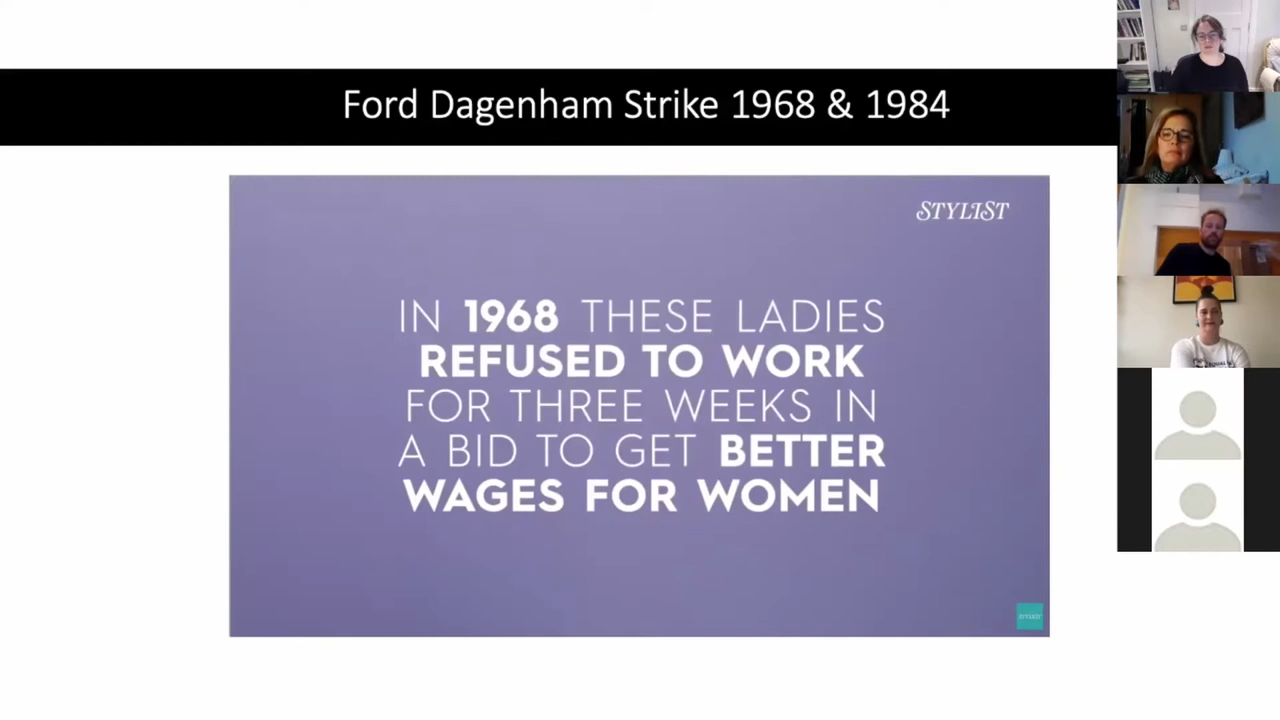 Ford Dagenham Strike 1968 & 1984
STYLIST
IN 1968 THESE LADIES
REFUSED TO WORK
FOR THREE WEEKS IN
A BID TO GET BETTER
WAGES FOR WOMEN